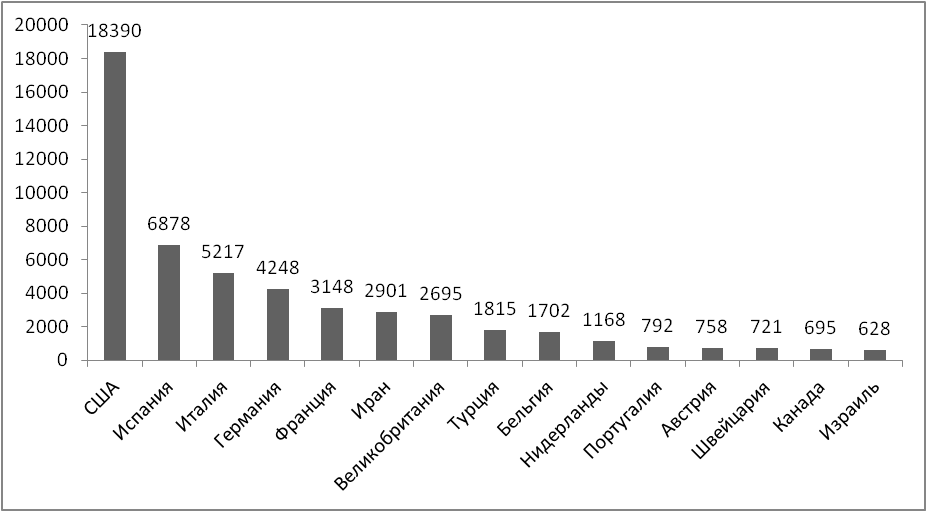 20000
18000
16000
14000
12000
10000
8000
6000
4000
2000
0
18390
6878
5217
4248
3148
2901
2695
1815
1702
1168
792
758
721
695
628
США
Испания
Италия
Германия
Франция
Иран
Великобритания
Турция
Бельгия
Нидерланды
Португалия
Австрия
Швейцария
Канада
Израиль